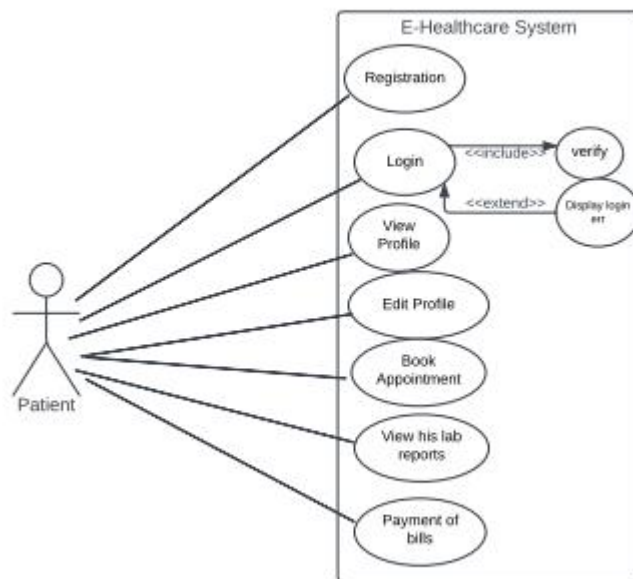 E-Healthcare System
Registration
Login
<<include>>
verify
<<extend>>
Display login
err
View
Profile
Edit Profile
Book
Appointment
Patient
View his lab
reports
Payment of
bills